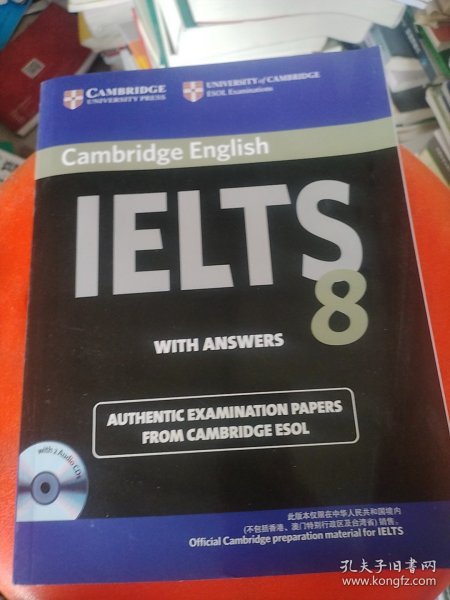 CAMBRIDGE
UNIVERSITY PRESS
UNIVERSITY of CAMBRIDGE
ESOL Examinations
Cambridge English
IELTS
8
WITH ANSWERS
AUTHENTIC EXAMINATION PAPERS
FROM CAMBRIDGE ESOL
with 2 Audio CDs
此版本仅限在中华人民共和国境内
(不包括香港、澳门特别行政区及台湾省)销售。
Official Cambridge preparation material for IELTS
孔夫子旧书网
www.kongfz.com